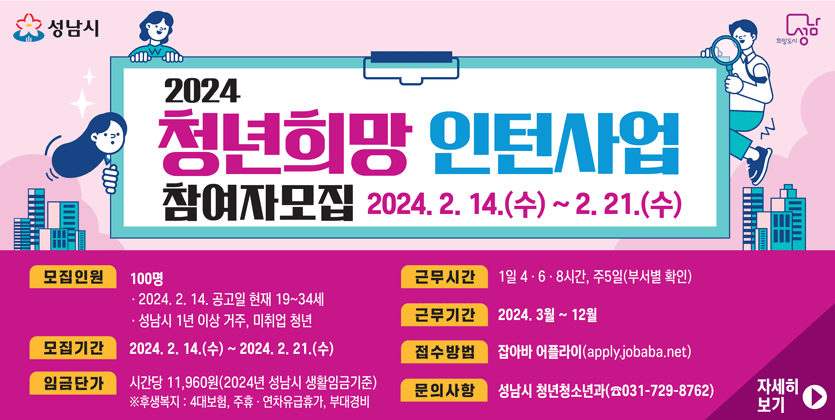 성남시
희망도시
성남
2024
청년희망 인턴사업
참여자모집 2024. 2. 14.(수) ~ 2. 21.(수)
모집인원 100명
· 2024. 2. 14. 공고일 현재 19~34세
· 성남시 1년 이상 거주, 미취업 청년
모집기간 2024. 2. 14.(수) ~ 2024. 2. 21.(수)
임금단가 시간당 11,960원(2024년 성남시 생활임금기준)
※후생복지 : 4대보험, 주휴 · 연차유급휴가, 부대경비
근무시간 1일 4 · 6 · 8시간, 주5일(부서별 확인)
근무기간 2024. 3월 ~ 12월
접수방법 잡아바 어플라이(apply.jobaba.net)
문의사항 성남시 청년청소년과(☎031-729-8762)
자세히
보기